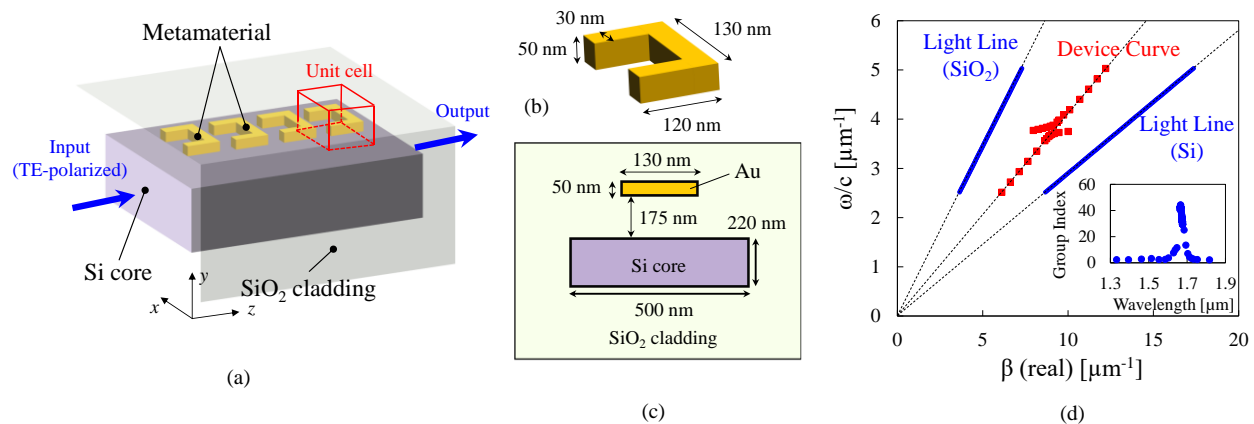 Metamaterial
Unit cell
Output
Input
(TE-polarized)
Si core
SiO2 cladding
x
y
z
(a)
30 nm
50 nm
130 nm
120 nm
(b)
130 nm
50 nm
Au
175 nm
220 nm
Si core
500 nm
SiO2 cladding
(c)
ω/c [µm-1]
6
5
4
3
2
1
0
Light Line
(SiO2)
Device Curve
Light Line
(Si)
Group Index
60
40
20
0
1.3 1.5 1.7 1.9
Wavelength [µm]
0 5 10 15 20
β (real) [µm-1]
(d)